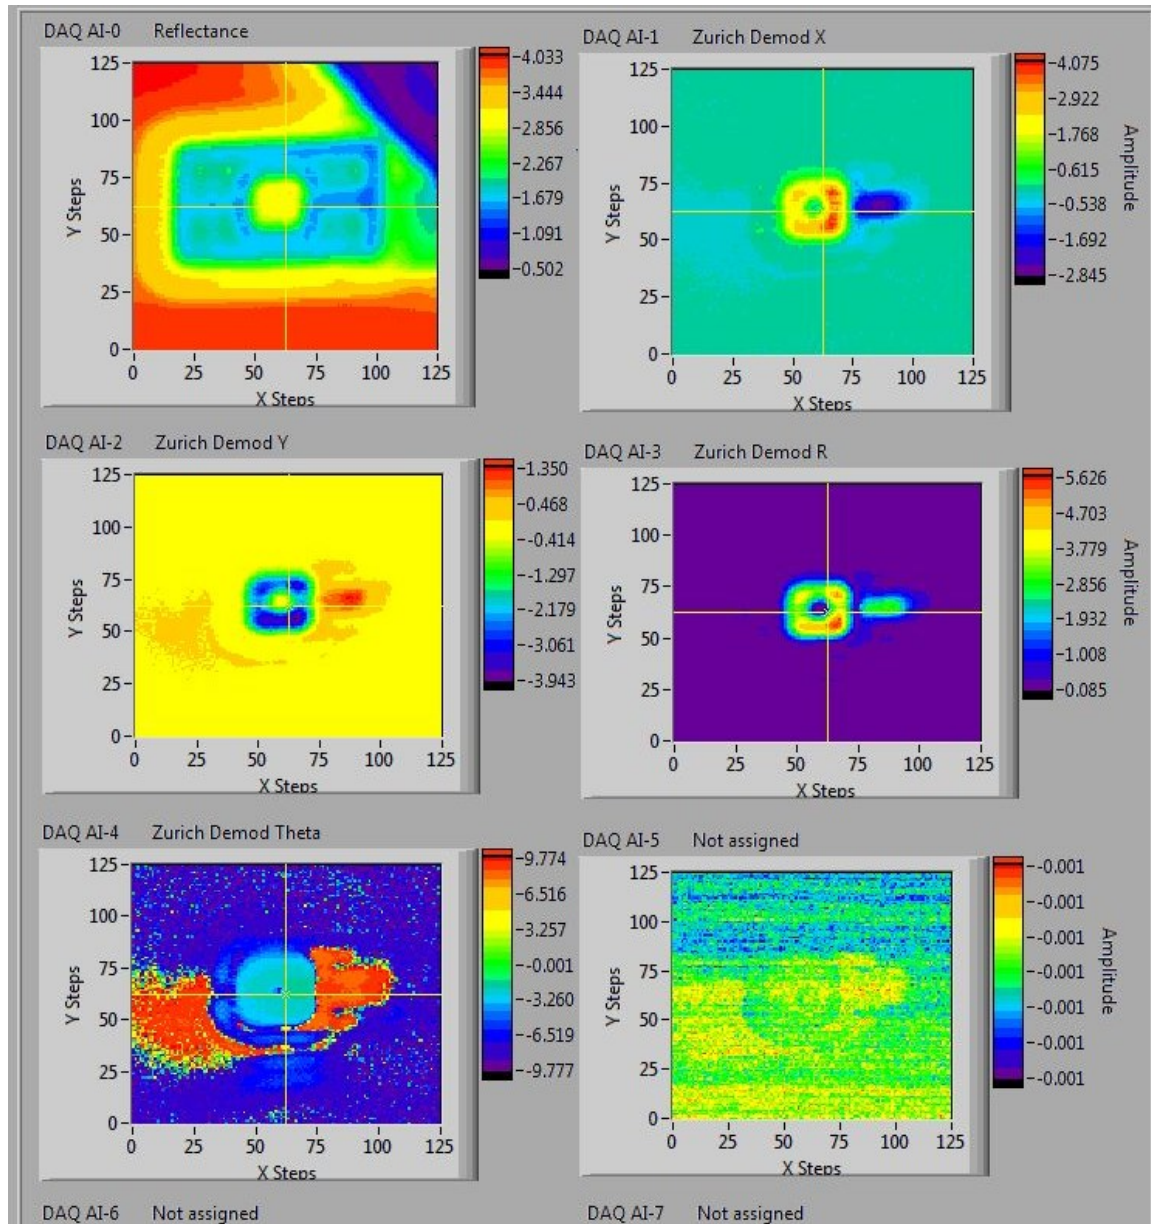 DAQ AI-0 Reflectance
125
100
75
50
25
0
0 25 50 75 100 125
Y Steps
X Steps
-4.033
-3.444
-2.856
-2.267
-1.679
-1.091
-0.502
DAQ AI-1 Zurich Demod X
125
100
75
50
25
0
0 25 50 75 100 125
Y Steps
X Steps
-4.075
-2.922
-1.768
-0.615
--0.538
--1.692
--2.845
Amplitude
DAQ AI-2 Zurich Demod Y
125
100
75
50
25
0
0 25 50 75 100 125
Y Steps
X Steps
-1.350
-0.468
--0.414
--1.297
--2.179
--3.061
--3.943
DAQ AI-3 Zurich Demod R
125
100
75
50
25
0
0 25 50 75 100 125
Y Steps
X Steps
-5.626
-4.703
-3.779
-2.856
-1.932
-1.008
-0.085
Amplitude
DAQ AI-4 Zurich Demod Theta
125
100
75
50
25
0
0 25 50 75 100 125
Y Steps
X Steps
-9.774
-6.516
-3.257
--0.001
--3.260
--6.519
--9.777
DAQ AI-5 Not assigned
125
100
75
50
25
0
0 25 50 75 100 125
Y Steps
X Steps
--0.001
--0.001
--0.001
--0.001
--0.001
--0.001
--0.001
Amplitude
DAQ AI-6 Not assigned
DAQ AI-7 Not assigned